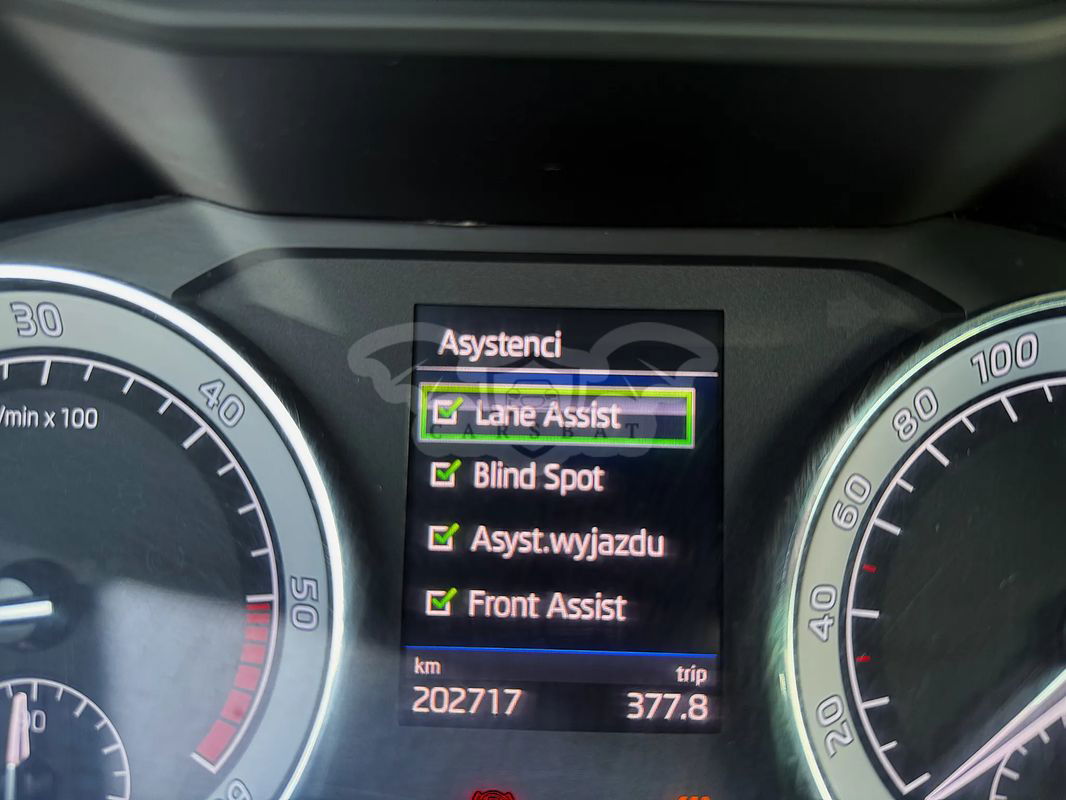 Asystenci
Lane Assist
CARSBAT
Blind Spot
Asyst.wyjazdu
Front Assist
km trip
202717 377.8
30
40
/min x 100
50
100
80
60
40
20